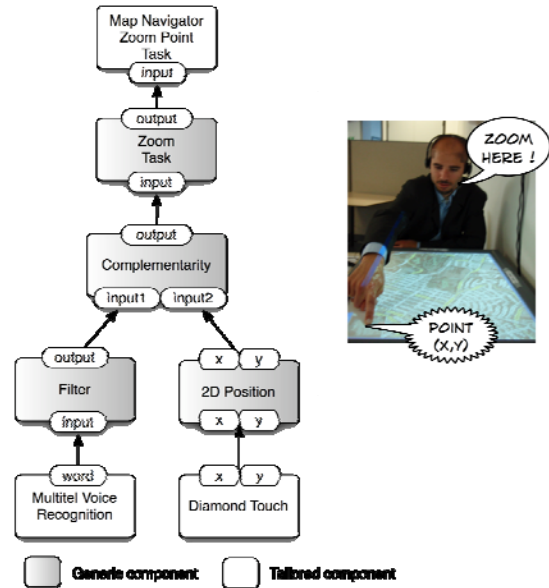 Map Navigator
Zoom Point
Task
input
output
Zoom
Task
input
output
Complementarity
input1 input2
output
Filter
input
word
Multitel Voice
Recognition
x y
2D Position
x y
x y
Diamond Touch
Generic component
Tailored component
ZOOM
HERE !
POINT
(X,Y)